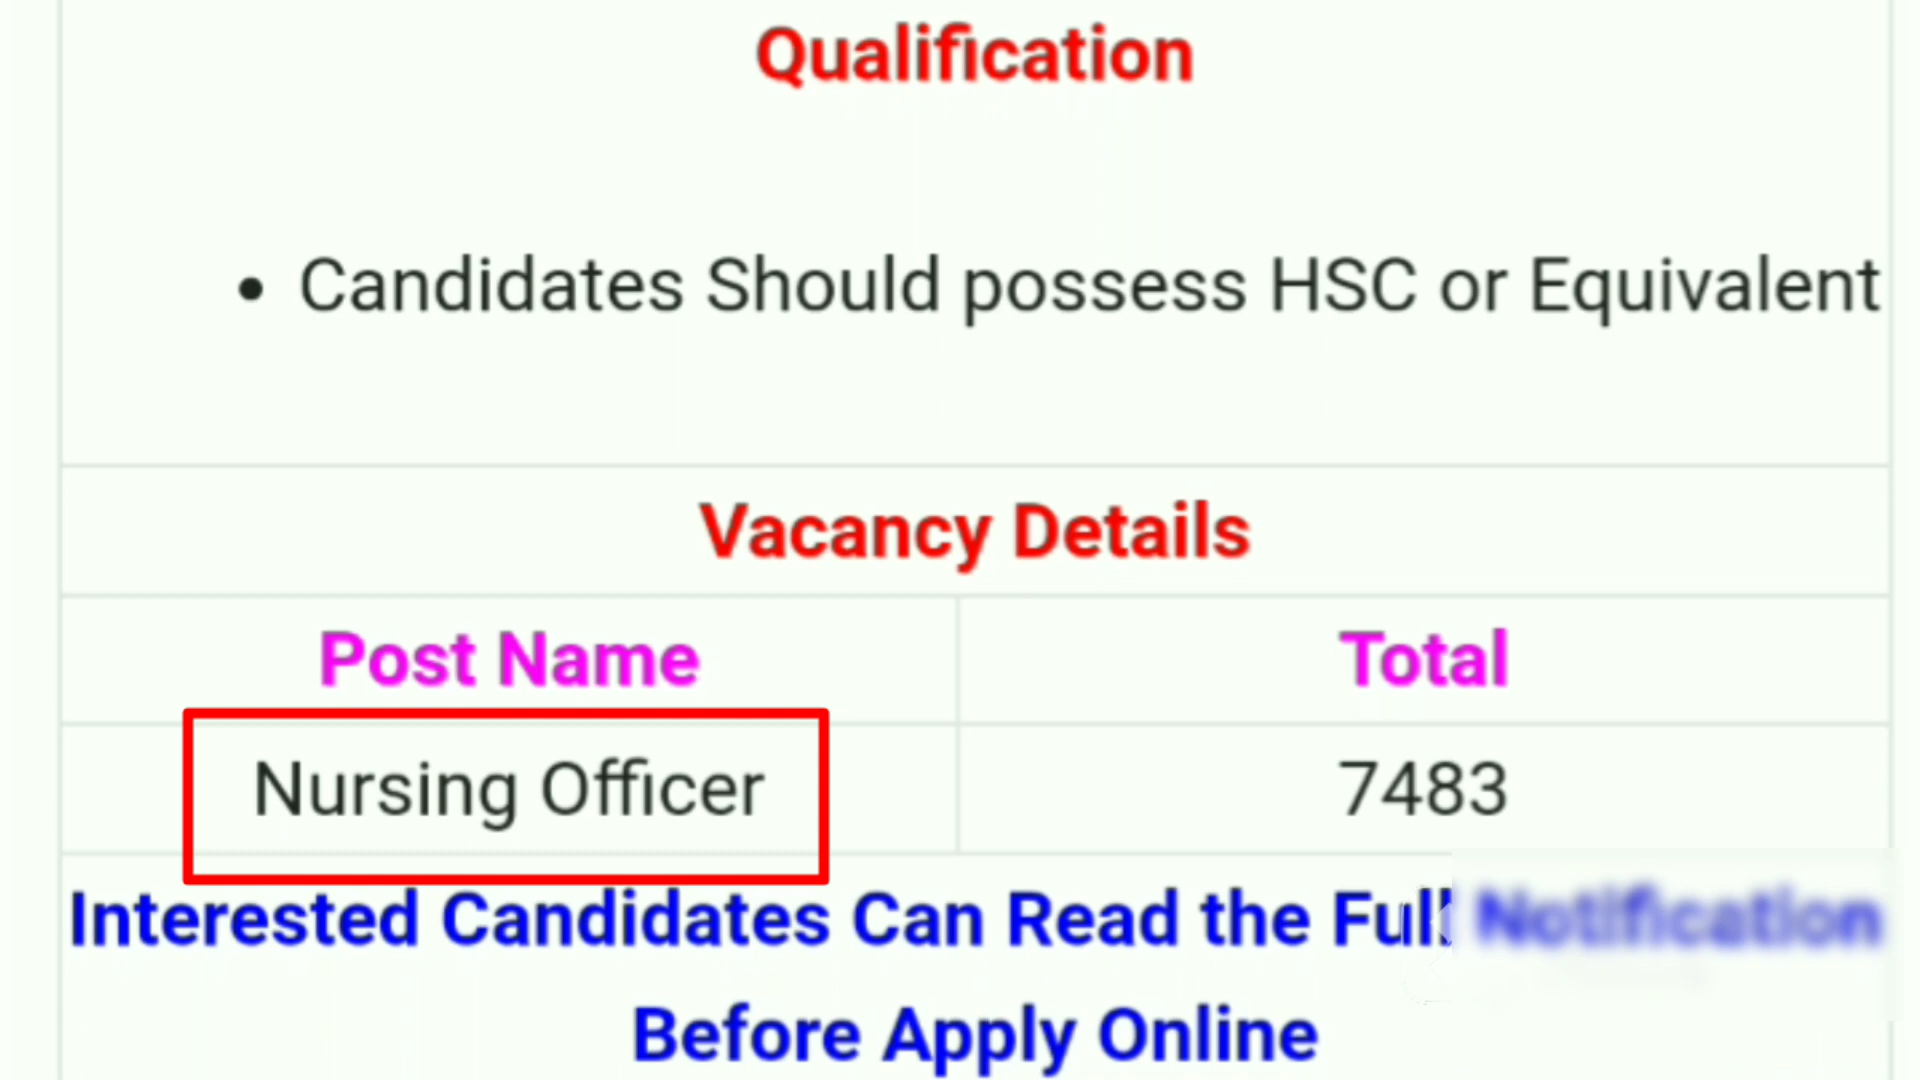 Qualification
• Candidates Should possess HSC or Equivalent
Vacancy Details
Post Name Total
Nursing Officer 7483
Interested Candidates Can Read the Full Notification
Before Apply Online